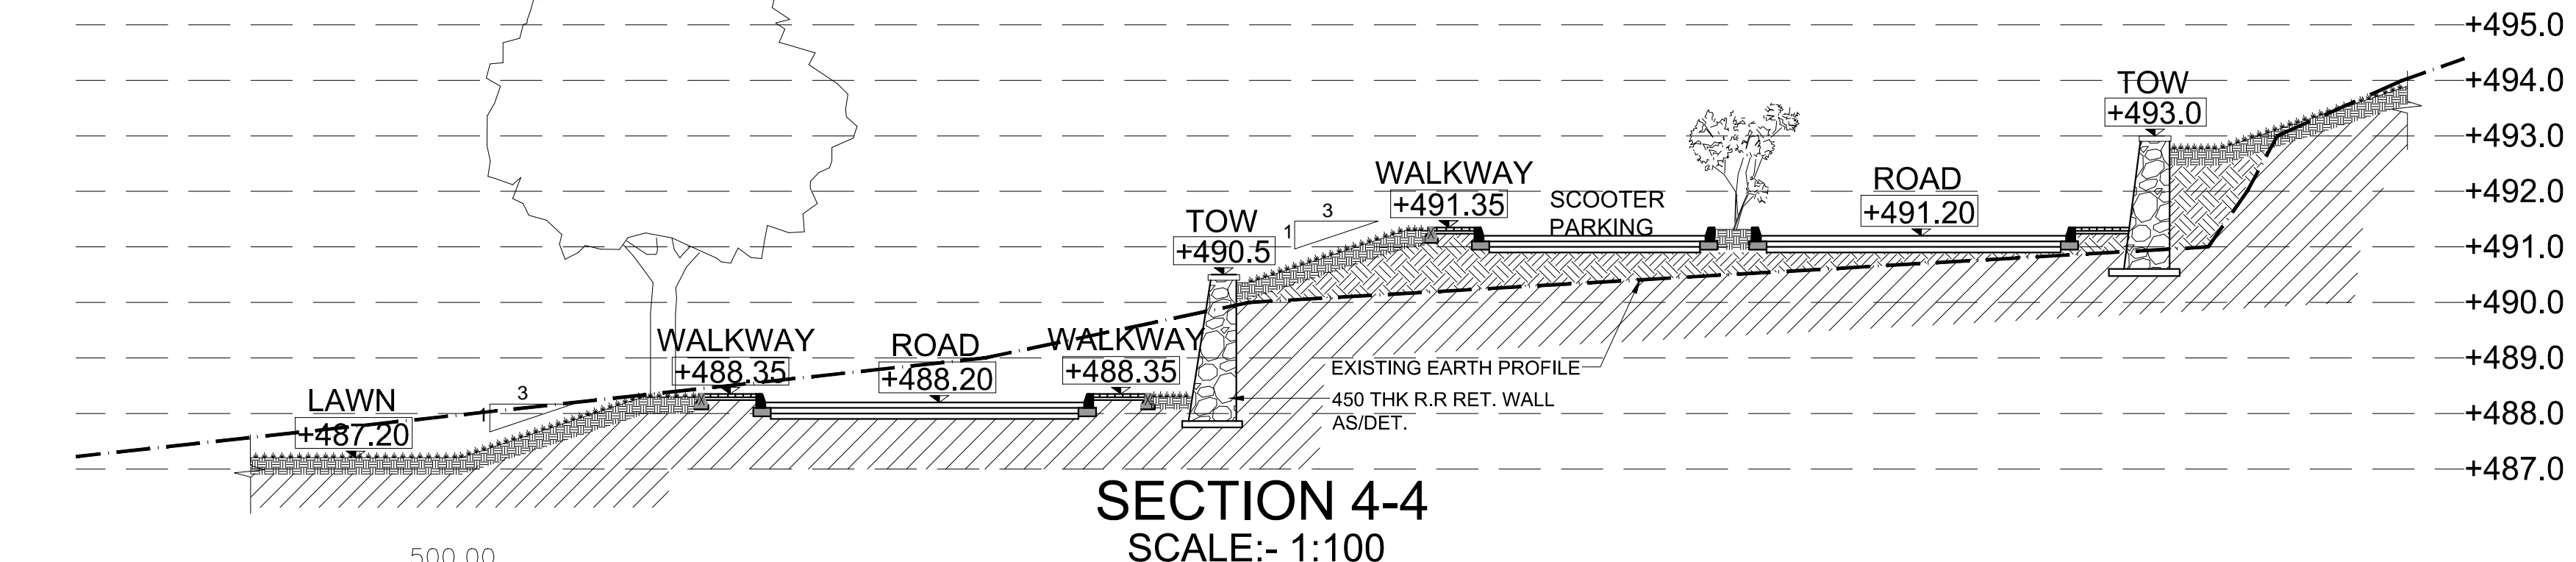 +495.0
+494.0
TOW
+493.0
+493.0
WALKWAY
+491.35
SCOOTER
PARKING
ROAD
+491.20
+492.0
TOW
+490.5
3
1
+491.0
+490.0
WALKWAY
+488.35
ROAD
+488.20
WALKWAY
+488.35
EXISTING EARTH PROFILE
+489.0
LAWN
+487.20
3
1
450 THK R.R RET. WALL
AS/DET.
+488.0
+487.0
SECTION 4-4
SCALE:- 1:100
500.00